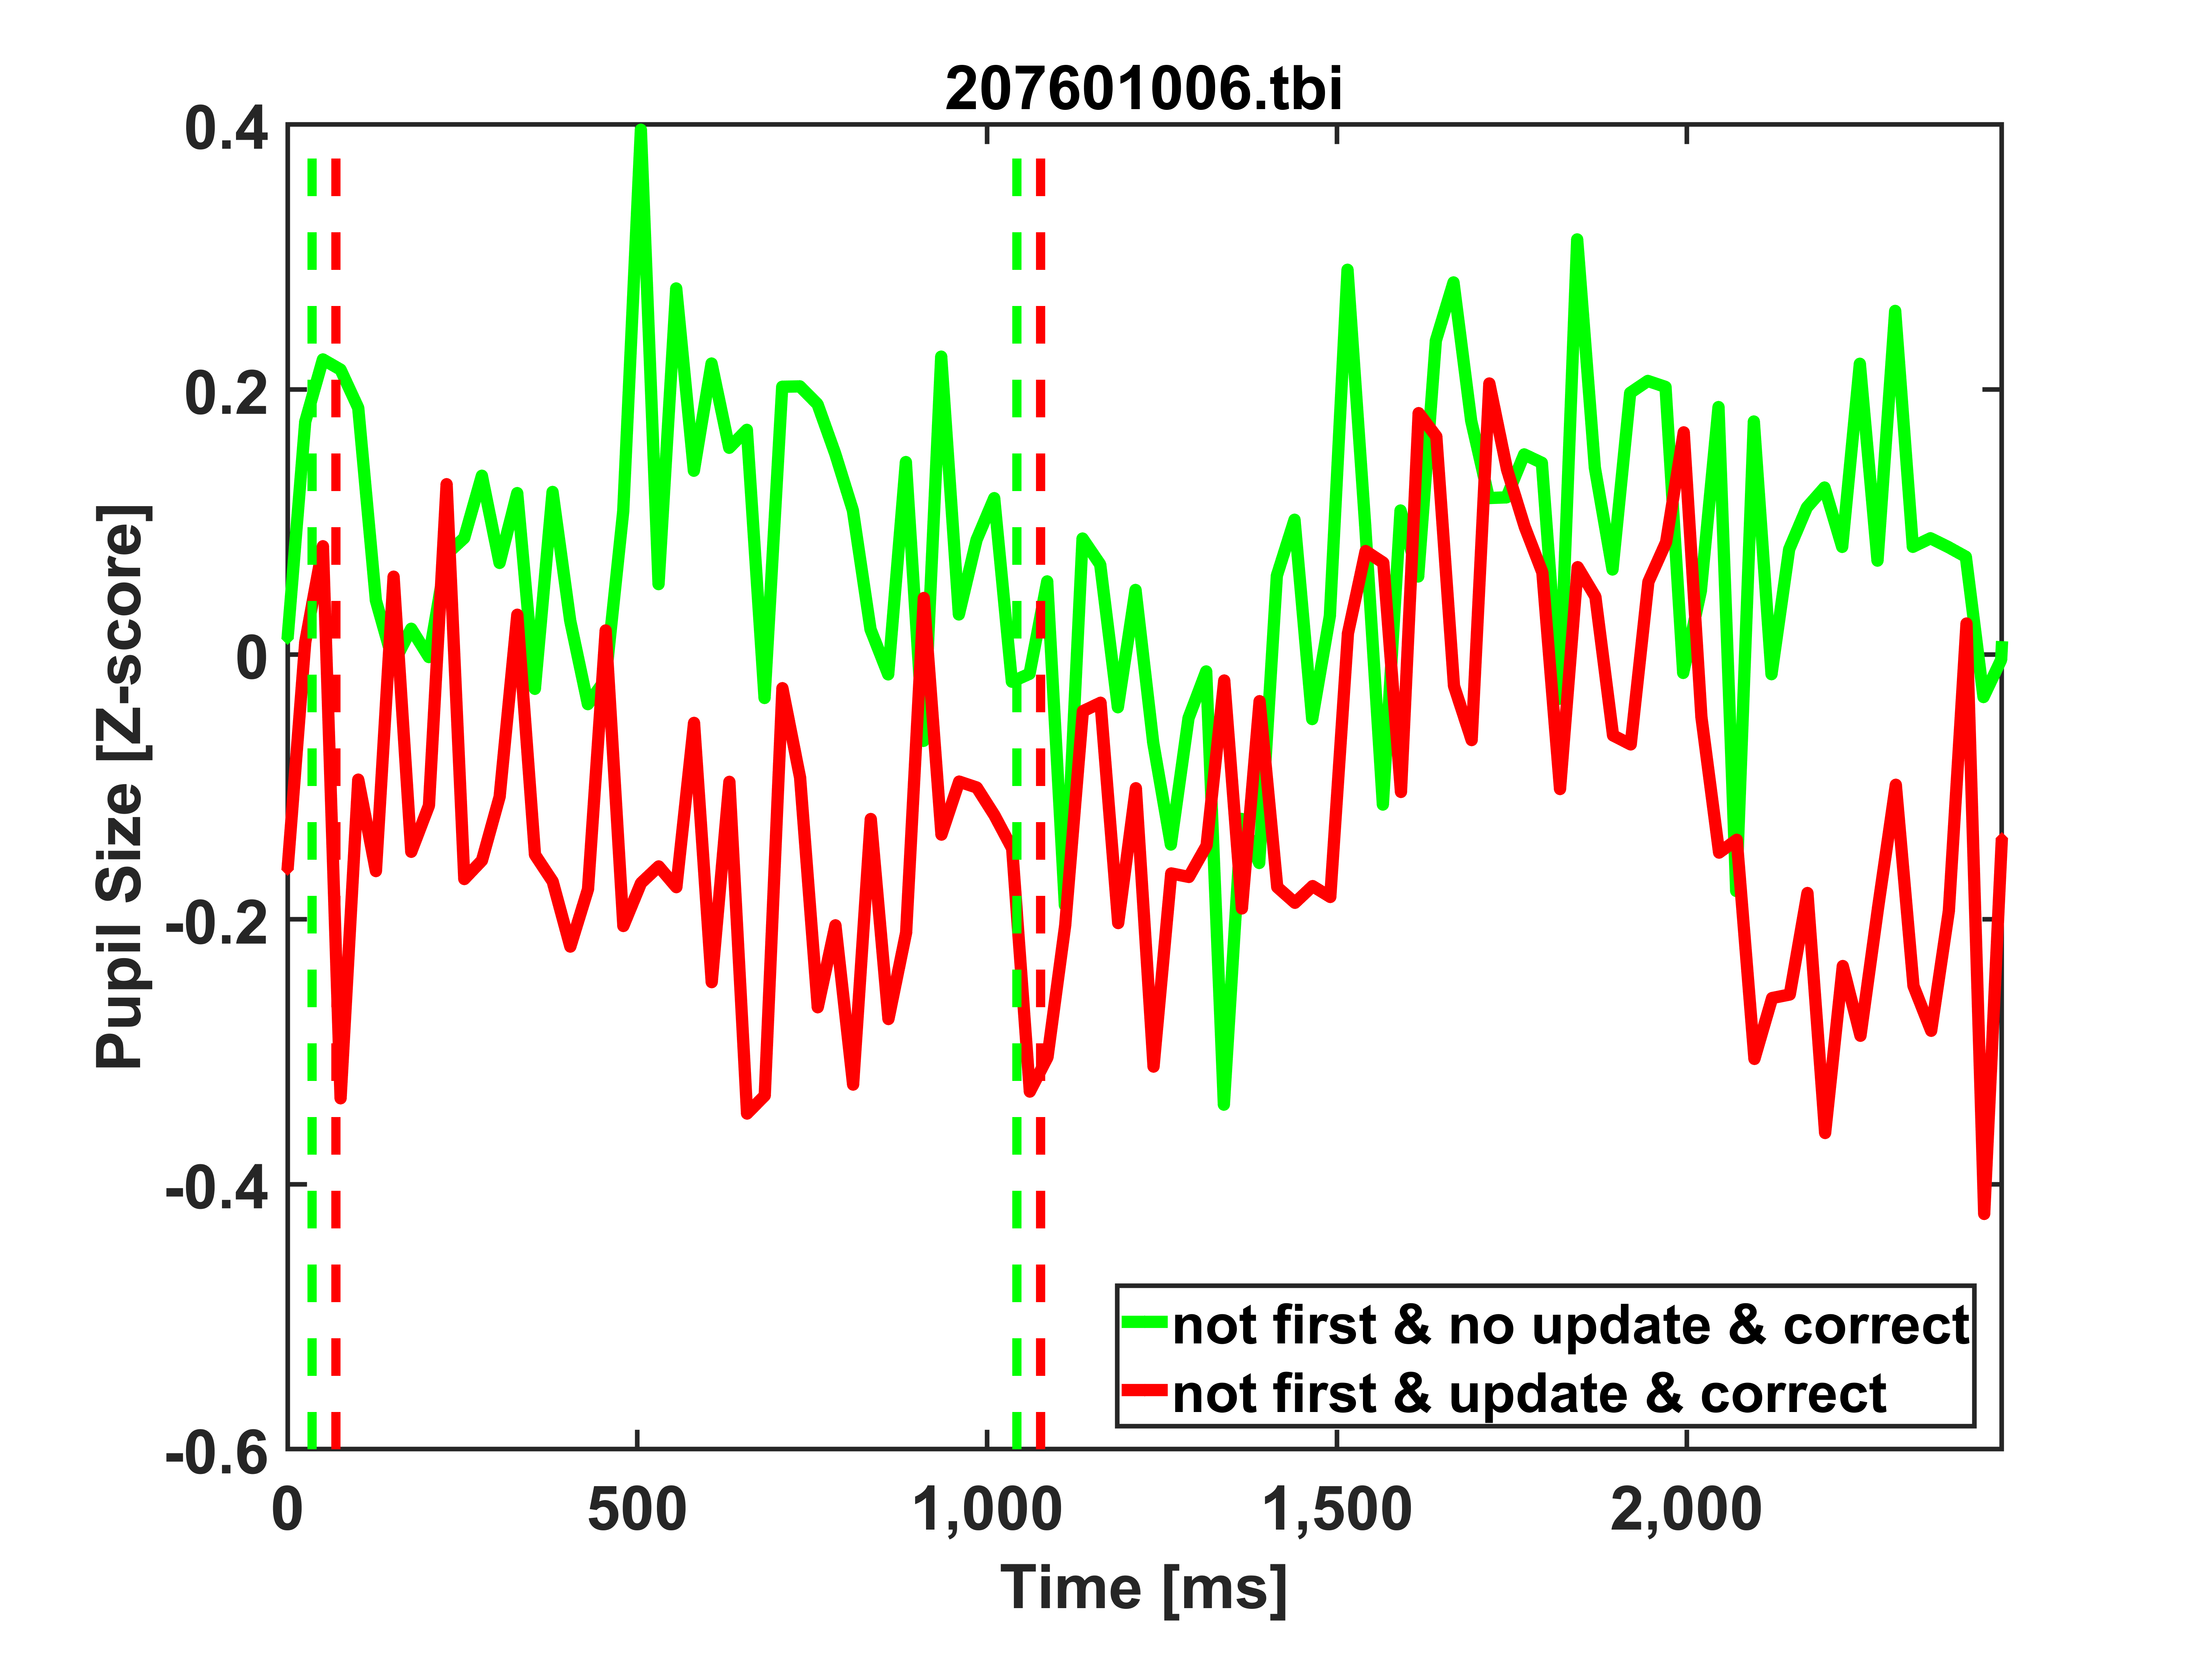 207601006.tbi
0.4
0.2
0
-0.2
-0.4
-0.6
Pupil Size [Z-score]
0
500
1,000
1,500
2,000
Time [ms]
not first & no update & correct
not first & update & correct